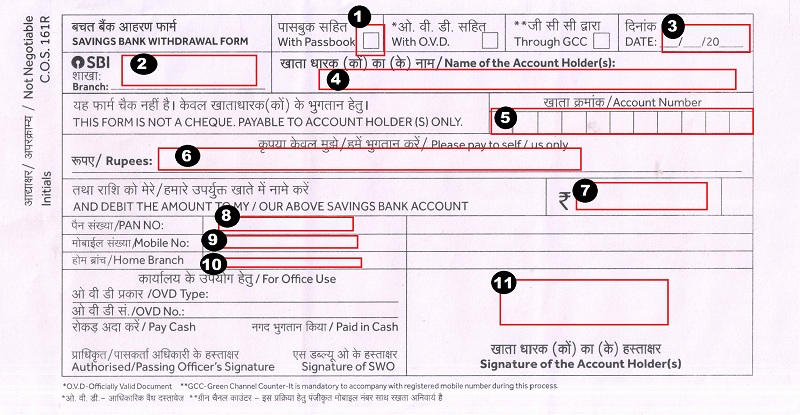 आद्याक्षर/ अपरक्राम्य / Not Negotiable
Initials C.O.S. 161R
बचत बैंक आहरण फार्म
SAVINGS BANK WITHDRAWAL FORM
1
पासबुक सहित
With Passbook
*ओ. वी. डी. सहित
With O.V.D.
**जी सी सी द्वारा
Through GCC
दिनांक 3
DATE: __/__/20__
SBI
शाखा: 2
Branch:
खाता धारक (कों) का (के) नाम / Name of the Account Holder(s):
4
यह फार्म चैक नहीं है। केवल खाताधारक(कों) के भुगतान हेतु।
THIS FORM IS NOT A CHEQUE. PAYABLE TO ACCOUNT HOLDER (S) ONLY.
खाता क्रमांक/Account Number
5
कृपया केवल मुझे/हमें भुगतान करें/ Please pay to self / us only
रूपए/ Rupees: 6
तथा राशि को मेरे/हमारे उपर्युक्त खाते में नामे करें
AND DEBIT THE AMOUNT TO MY / OUR ABOVE SAVINGS BANK ACCOUNT
₹ 7
पैन संख्या/PAN NO: 8
मोबाईल संख्या/Mobile No: 9
होम ब्रांच/Home Branch 10
कार्यालय के उपयोग हेतु / For Office Use
ओ वी डी प्रकार /OVD Type:
ओ वी डी सं./OVD No.:
रोकड़ अदा करें/ Pay Cash नगद भुगतान किया / Paid in Cash
11
प्राधिकृत/पासकर्ता अधिकारी के हस्ताक्षर एस डब्ल्यू ओ के हस्ताक्षर
Authorised/Passing Officer's Signature Signature of SWO
खाता धारक (कों) का (के) हस्ताक्षर
Signature of the Account Holder(s)
*O.V.D-Officially Valid Document **GCC-Green Channel Counter-It is mandatory to accompany with registered mobile number during this process.
*ओ. वी. डी.- आधिकारिक वैध दस्तावेज **ग्रीन चैनल काउंटर - इस प्रक्रिया हेतु पंजीकृत मोबाइल नंबर साथ रखना अनिवार्य है